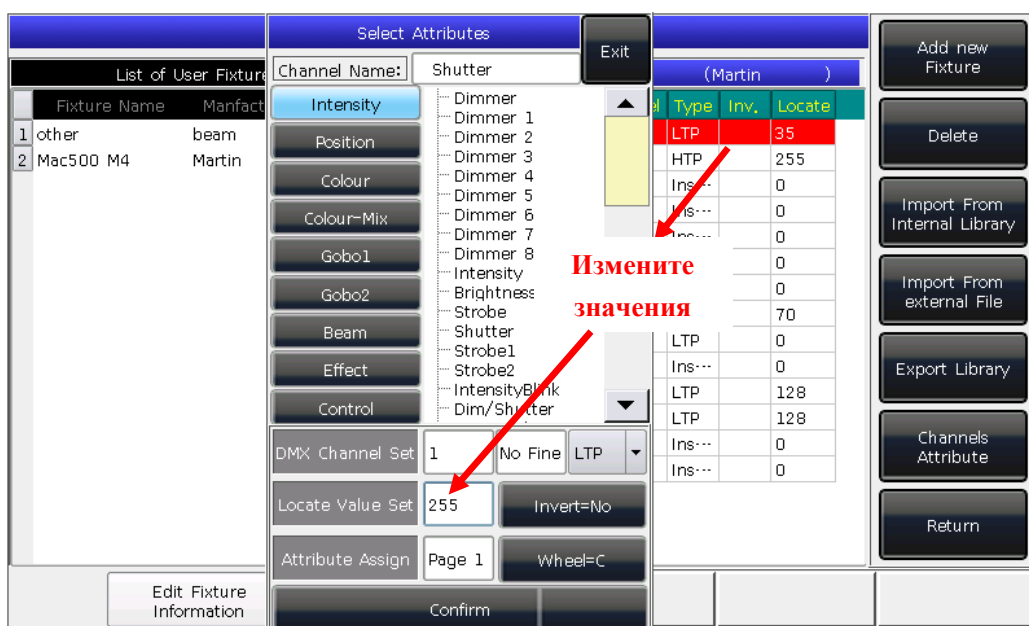 Select Attributes
Exit
Channel Name: Shutter
List of User Fixture
(Martin )
Fixture Name Manfact
Type Inv. Locate
1 other beam
2 Mac500 M4 Martin
Intensity
Position
Colour
Colour-Mix
Gobo1
Gobo2
Beam
Effect
Control
Dimmer
Dimmer 1
Dimmer 2
Dimmer 3
Dimmer 4
Dimmer 5
Dimmer 6
Dimmer 7
Dimmer 8
Intensity
Brightness
Strobe
Shutter
Strobe1
Strobe2
IntensityBlink
Dim/Shutter
LTP 35
HTP 255
Ins... 0
Ins... 0
Ins... 0
0
0
70
LTP 0
Ins... 0
LTP 128
LTP 128
Ins... 0
Ins... 0
Измените
значения
DMX Channel Set 1 No Fine LTP
Locate Value Set 255 Invert=No
Attribute Assign Page 1 Wheel=C
Confirm
Edit Fixture
Information
Add new
Fixture
Delete
Import From
Internal Library
Import From
external File
Export Library
Channels
Attribute
Return